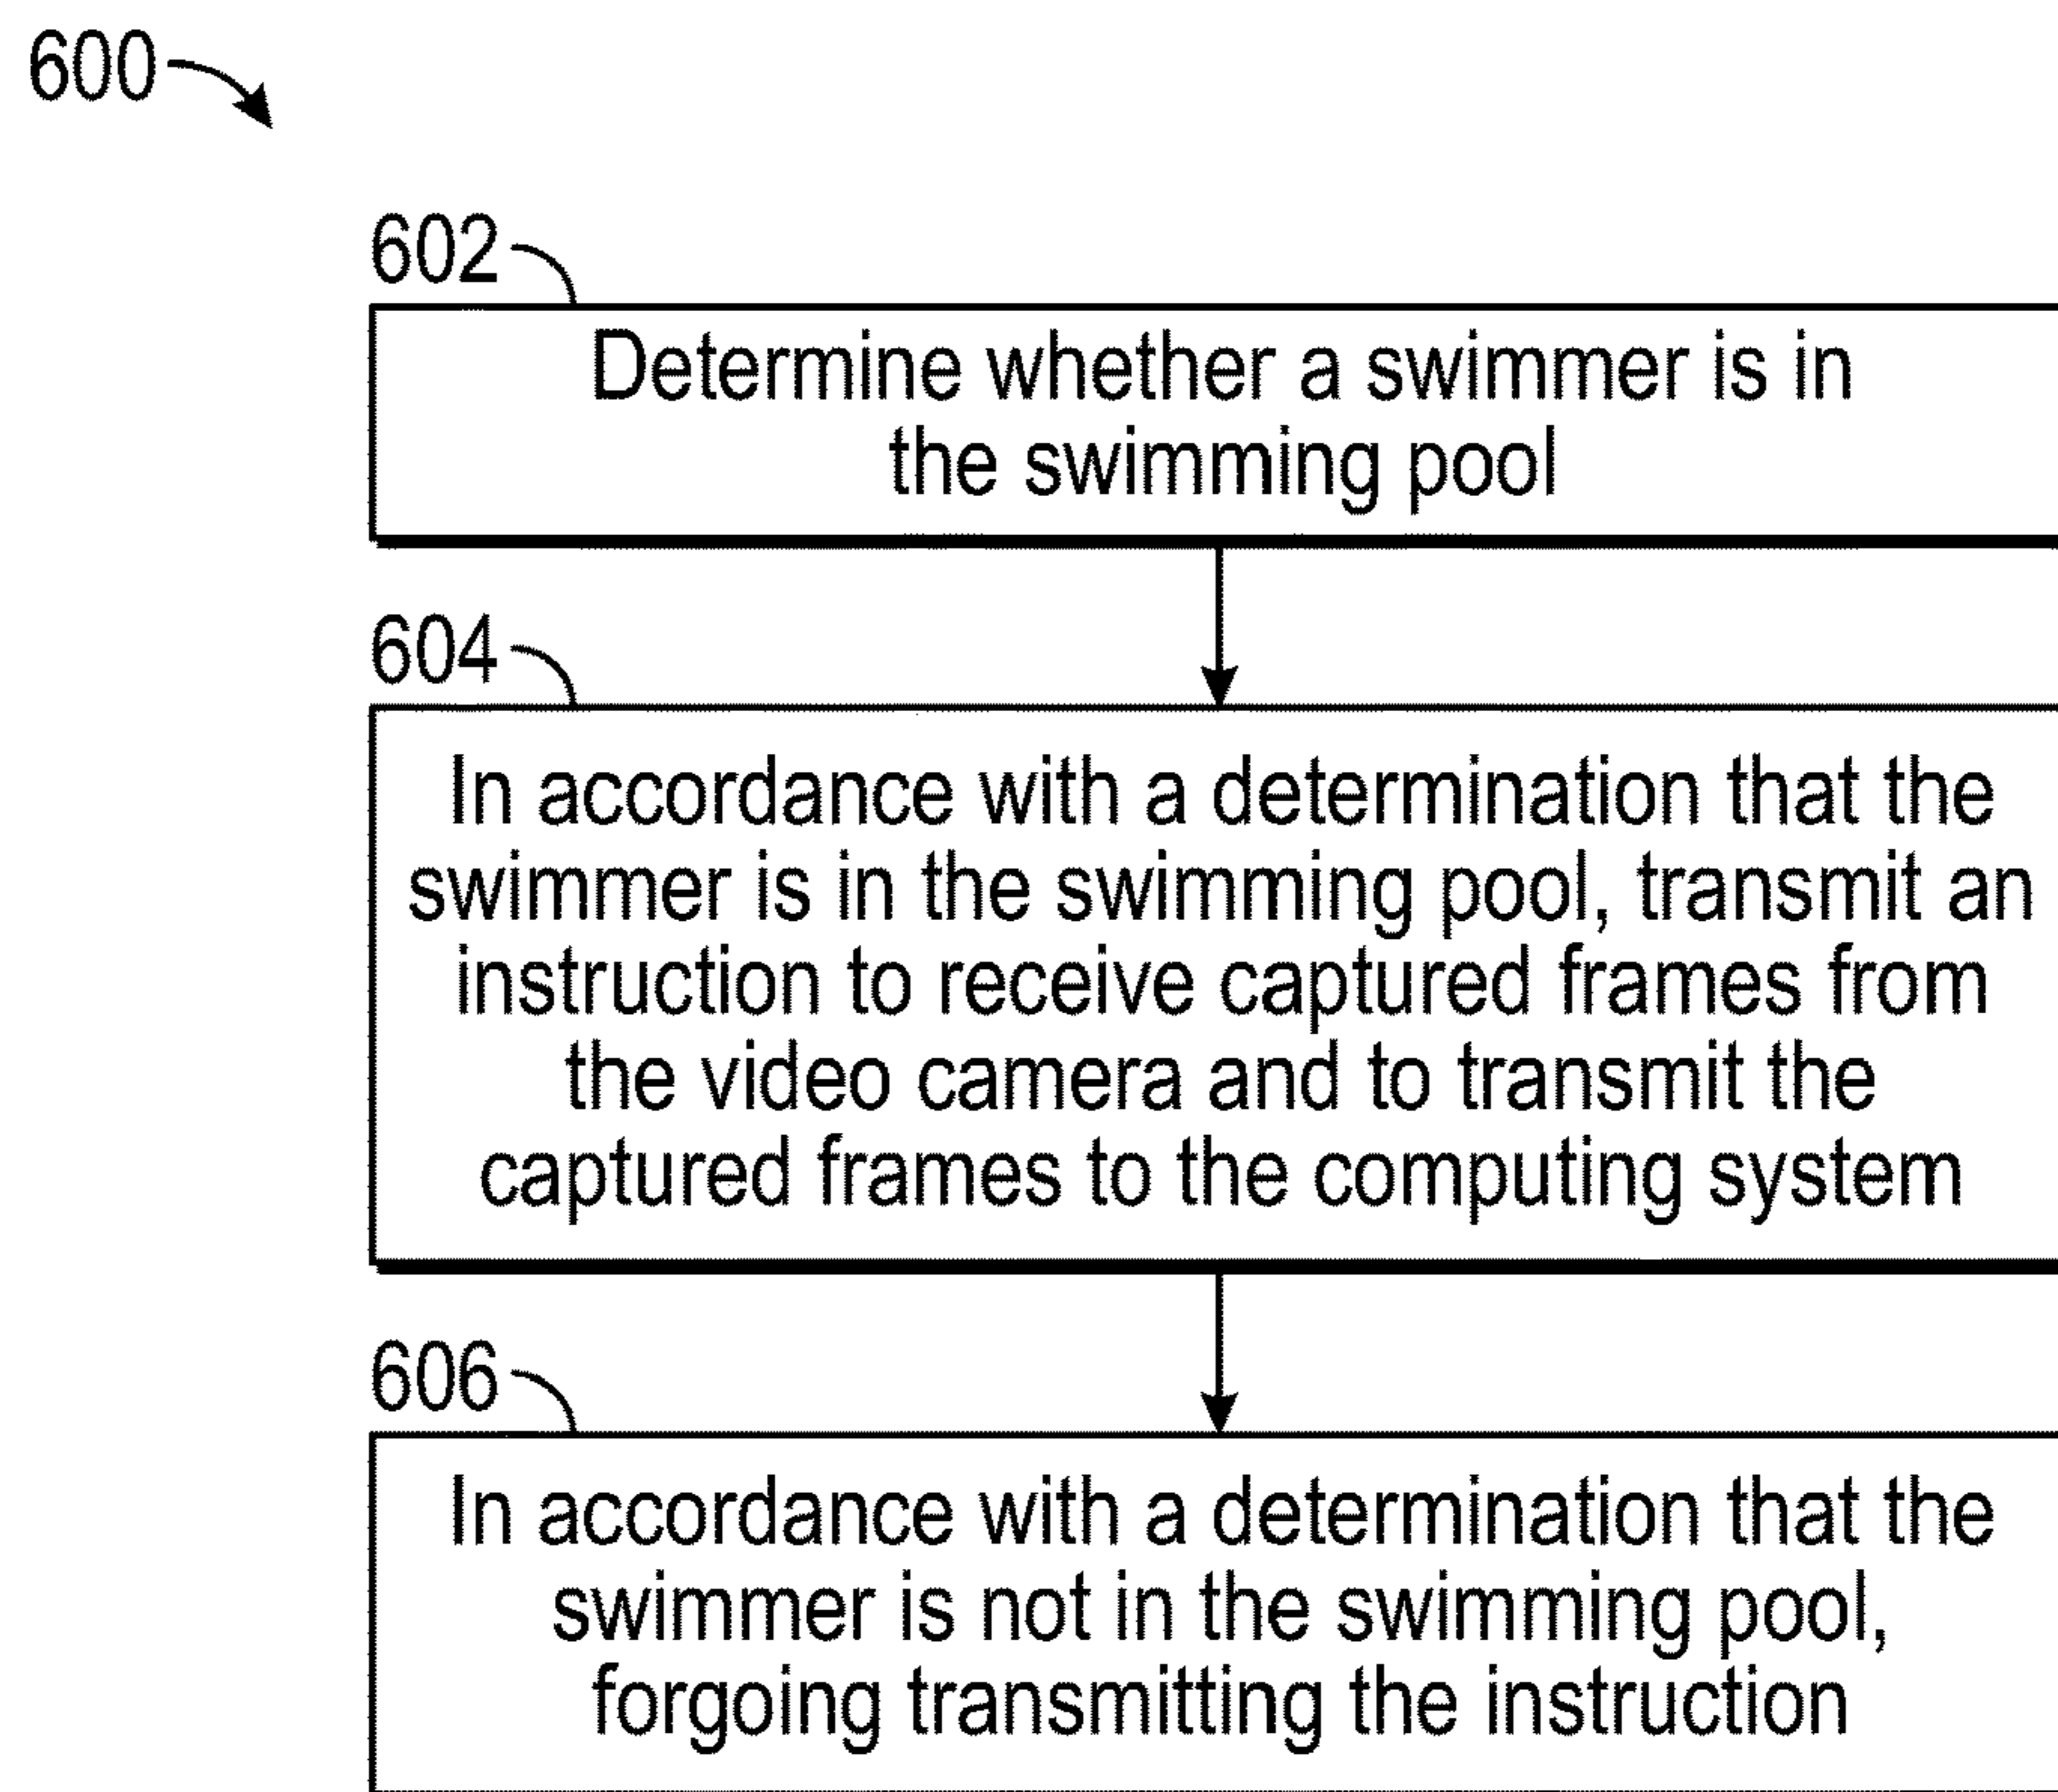 600
602
Determine whether a swimmer is in
the swimming pool
604
In accordance with a determination that the
swimmer is in the swimming pool, transmit an
instruction to receive captured frames from
the video camera and to transmit the
captured frames to the computing system
606
In accordance with a determination that the
swimmer is not in the swimming pool,
forgoing transmitting the instruction